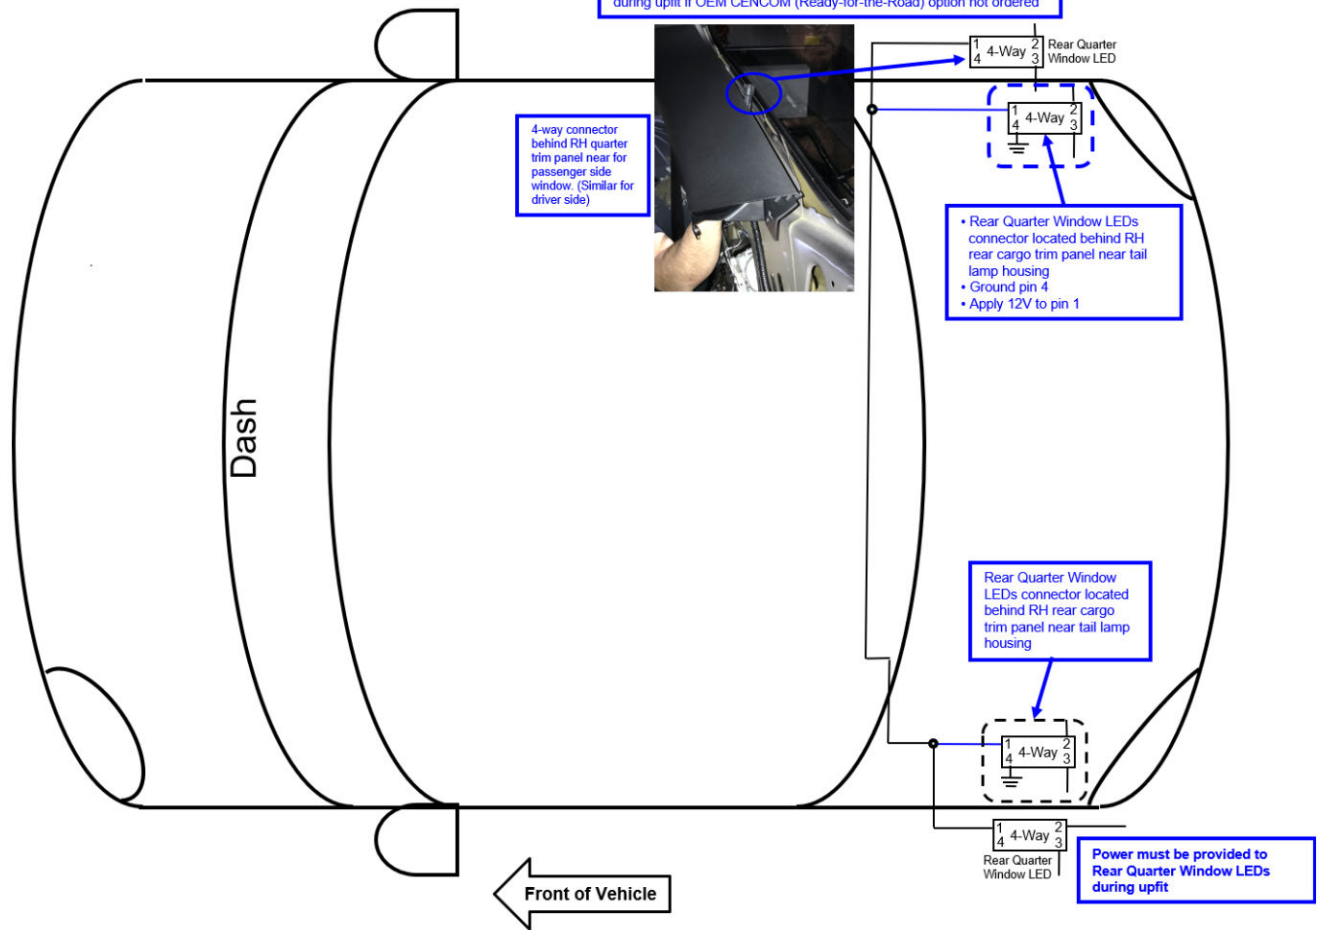 during upfit if OEM CENCOM (Ready-for-the-Road) option not ordered
1 4-Way 2
4 3
Rear Quarter
Window LED
1 4-Way 2
4 3
4-way connector
behind RH quarter
trim panel near for
passenger side
window. (Similar for
driver side)
• Rear Quarter Window LEDs
connector located behind RH
rear cargo trim panel near tail
lamp housing
• Ground pin 4
• Apply 12V to pin 1
Dash
Rear Quarter Window
LEDs connector located
behind RH rear cargo
trim panel near tail lamp
housing
1 4-Way 2
4 3
1 4-Way 2
4 3
Rear Quarter
Window LED
Power must be provided to
Rear Quarter Window LEDs
during upfit
Front of Vehicle